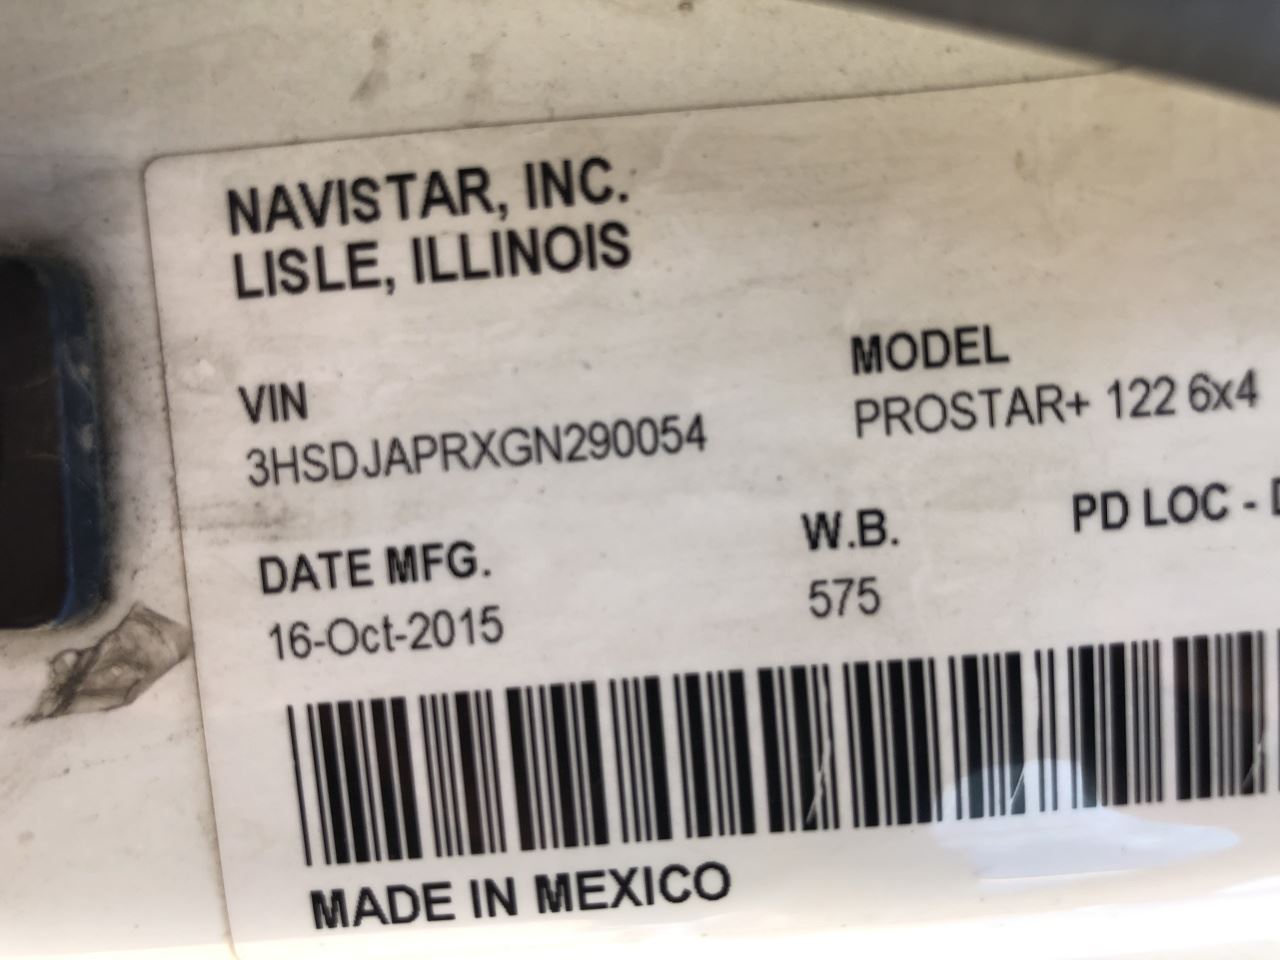 NAVISTAR, INC.
LISLE, ILLINOIS
VIN
3HSDJAPRXGN290054
MODEL
PROSTAR+ 122 6x4
DATE MFG.
16-Oct-2015
W.B.
575
PD LOC -
MADE IN MEXICO